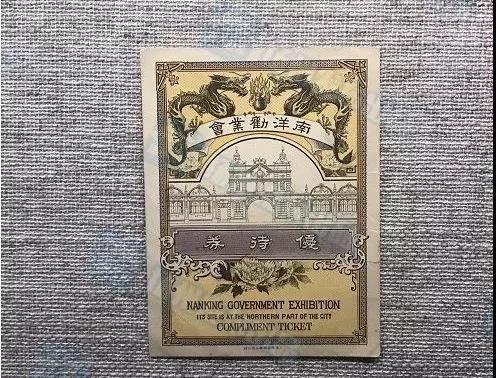 南洋勸業會
優待券
NANKING GOVERNMENT EXHIBITION
ITS SITE IS AT THE NORTHERN PART OF THE CITY
COMPLIMENT TICKET